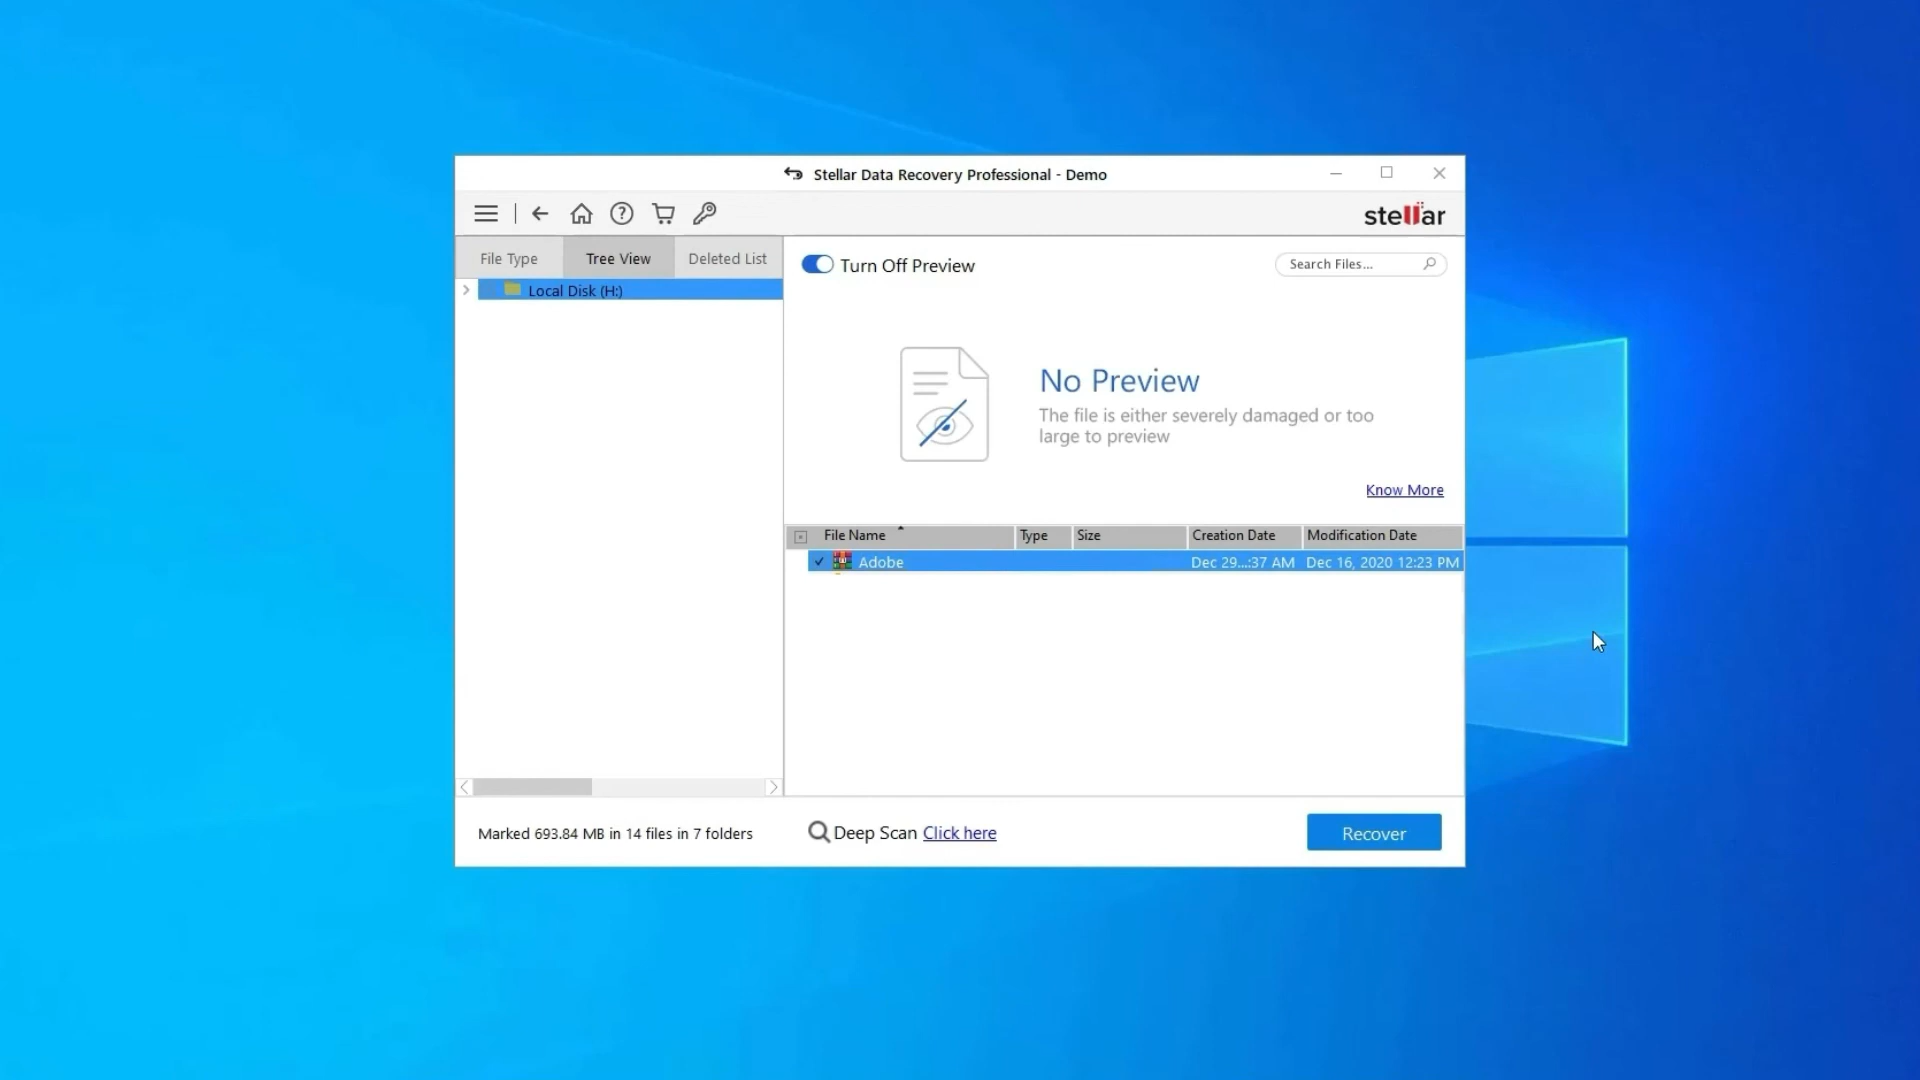 Stellar Data Recovery Professional - Demo
stellar
File Type
Tree View
Deleted List
Local Disk (H:)
Turn Off Preview
Search Files...
No Preview
The file is either severely damaged or too
large to preview
Know More
File Name
Type
Size
Creation Date
Modification Date
Adobe
Dec 29...:37 AM
Dec 16, 2020 12:23 PM
Marked 693.84 MB in 14 files in 7 folders
Deep Scan Click here
Recover